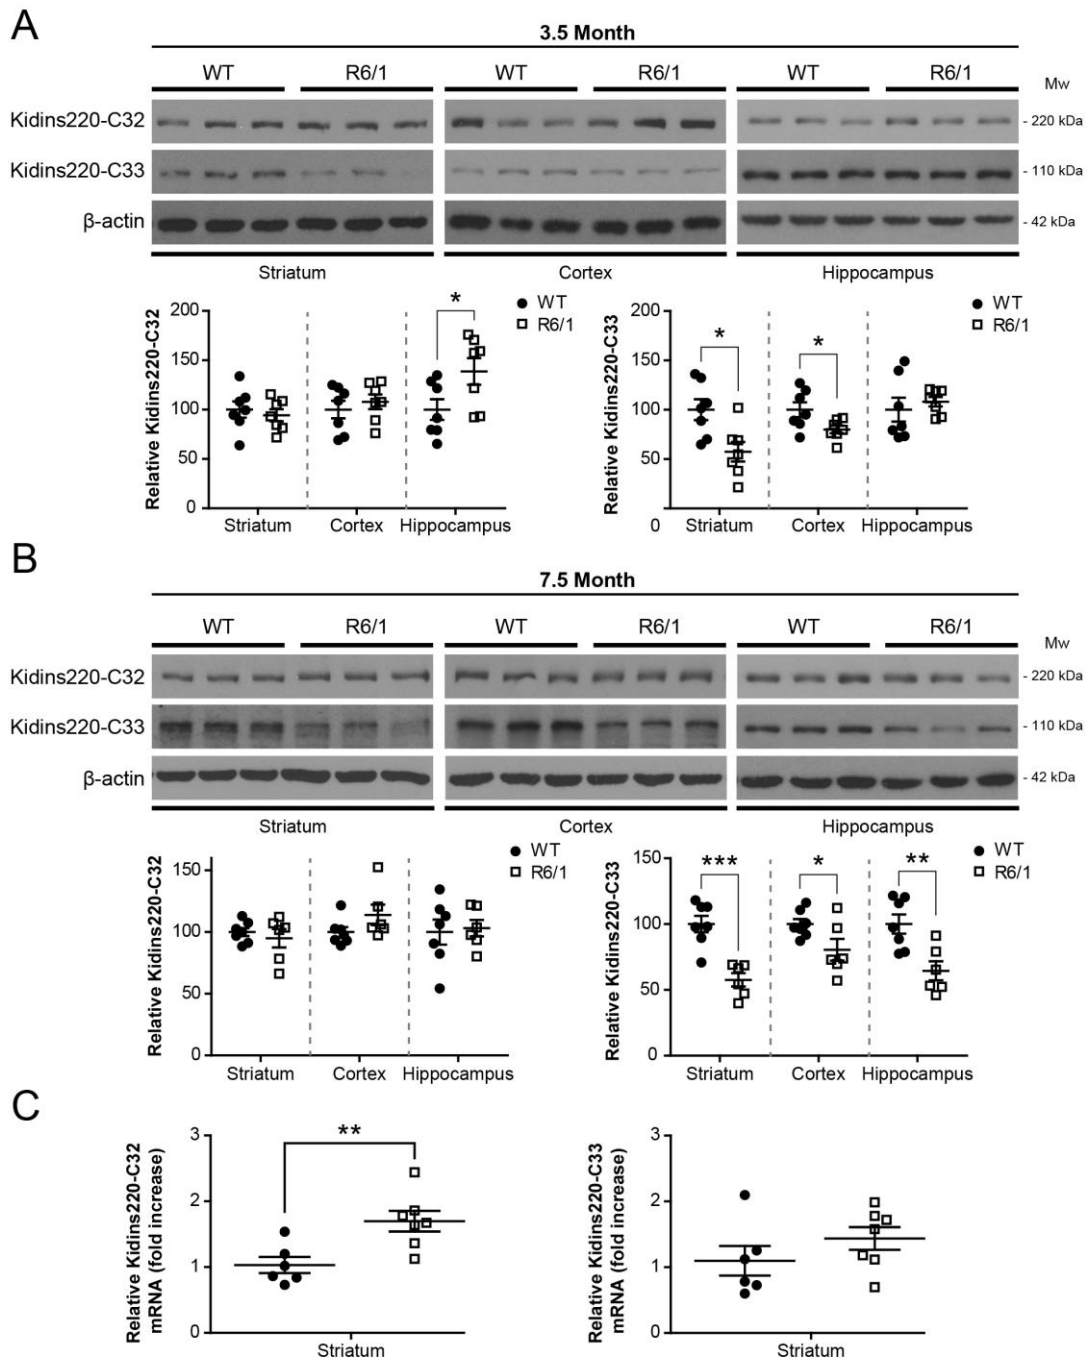 A
3.5 Month
WT R6/1 WT R6/1 WT R6/1
Mw
Kidins220-C32 - 220 kDa
Kidins220-C33 - 110 kDa
β-actin - 42 kDa
Striatum Cortex Hippocampus
Relative Kidins220-C32
200
150
100
50
0
*
● WT
□ R6/1
Striatum Cortex Hippocampus
Relative Kidins220-C33
200
150
100
50
0
* *
● WT
□ R6/1
Striatum Cortex Hippocampus
B
7.5 Month
WT R6/1 WT R6/1 WT R6/1
Mw
Kidins220-C32 - 220 kDa
Kidins220-C33 - 110 kDa
β-actin - 42 kDa
Striatum Cortex Hippocampus
Relative Kidins220-C32
150
100
50
0
● WT
□ R6/1
Striatum Cortex Hippocampus
Relative Kidins220-C33
150
100
50
0
*** * **
● WT
□ R6/1
Striatum Cortex Hippocampus
C
Relative Kidins220-C32
mRNA (fold increase)
3
2
1
0
**
Striatum
Relative Kidins220-C33
mRNA (fold increase)
3
2
1
0
Striatum